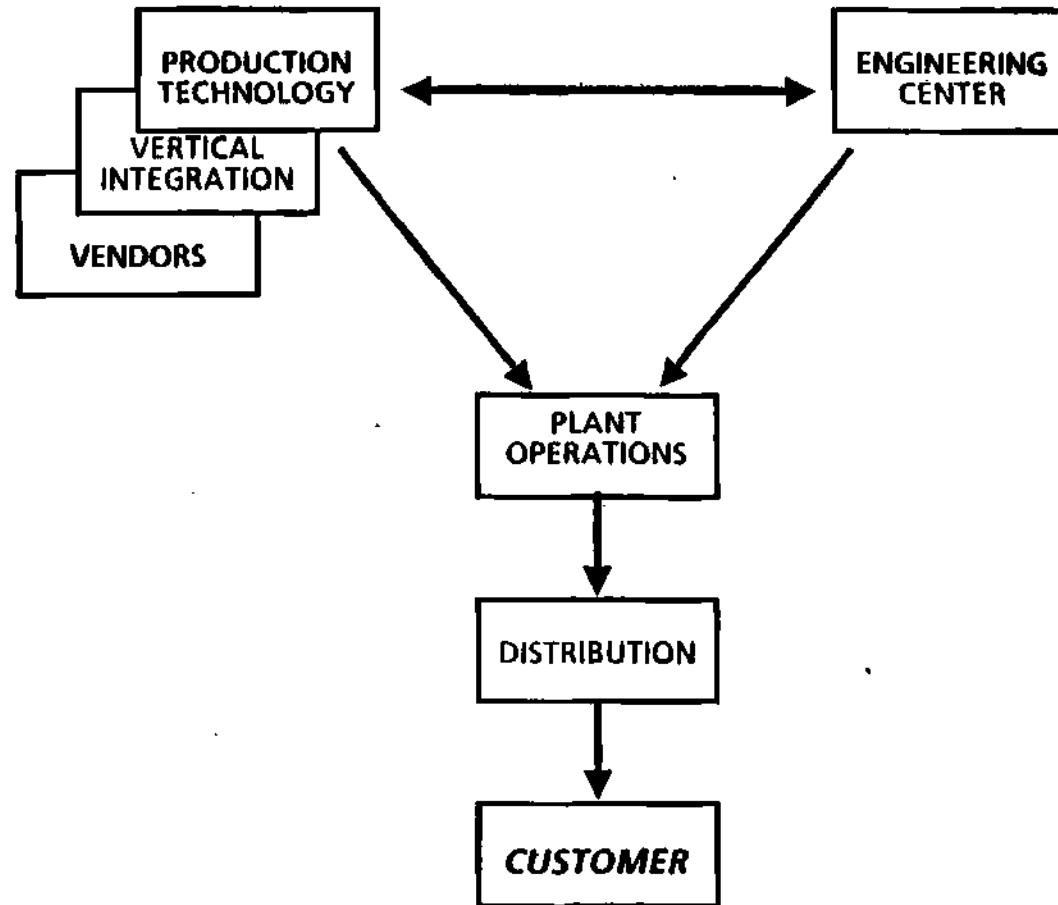 PRODUCTION
TECHNOLOGY
ENGINEERING
CENTER
VERTICAL
INTEGRATION
VENDORS
PLANT
OPERATIONS
DISTRIBUTION
CUSTOMER